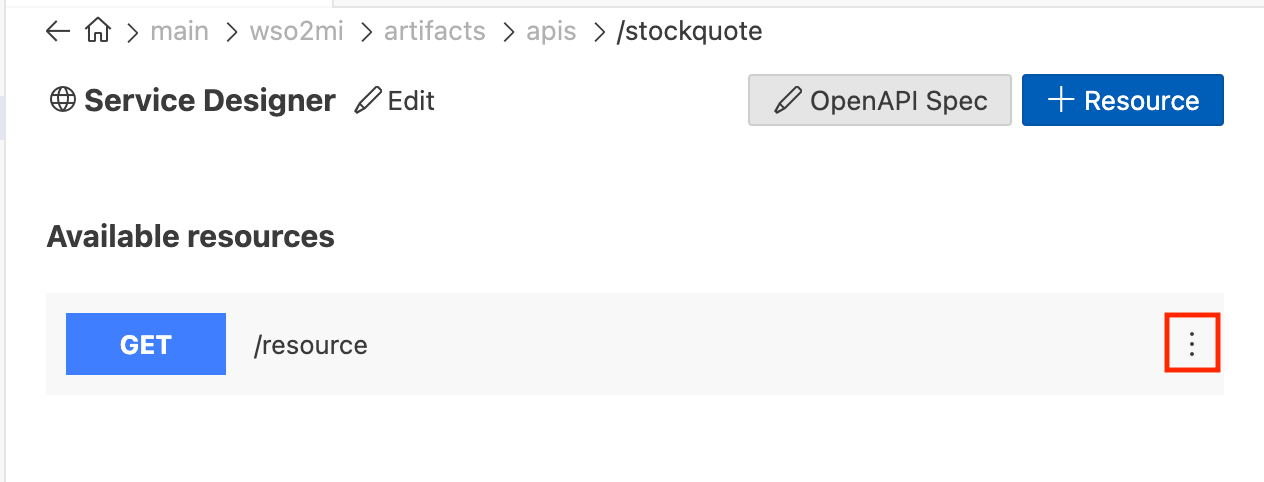 main > wso2mi > artifacts > apis > /stockquote
Service Designer Edit OpenAPI Spec + Resource
Available resources
GET /resource